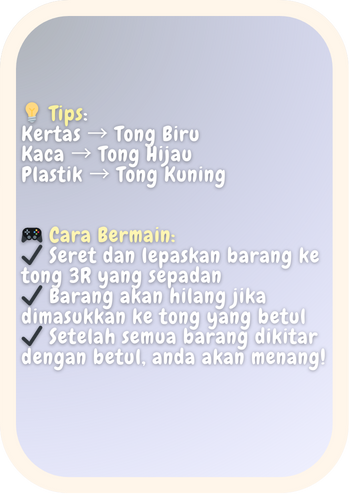 💡 Tips:
Kertas → Tong Biru
Kaca → Tong Hijau
Plastik → Tong Kuning
🎮 Cara Bermain:
✔ Seret dan lepaskan barang ke
tong 3R yang sepadan
✔ Barang akan hilang jika
dimasukkan ke tong yang betul
✔ Setelah semua barang dikitar
dengan betul, anda akan menang!